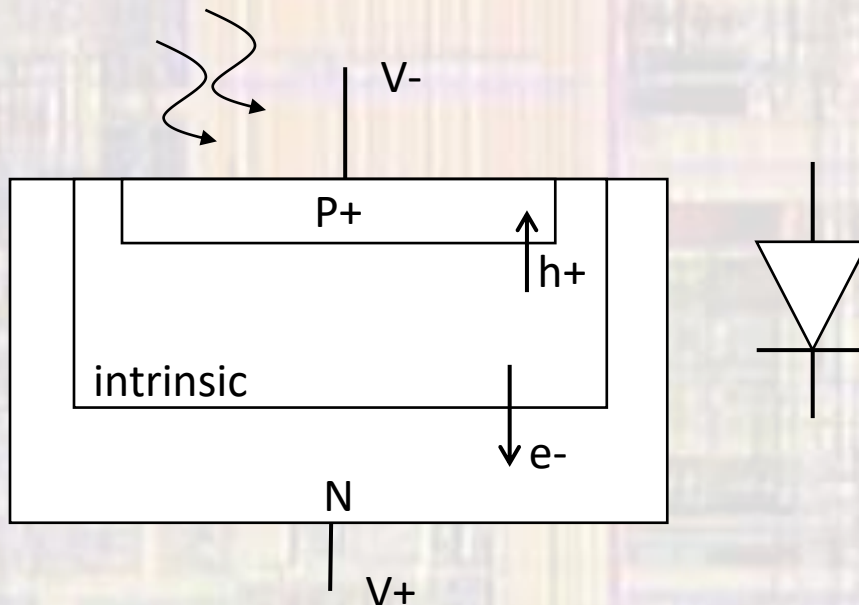 V-
P+
h+
intrinsic
e-
N
V+